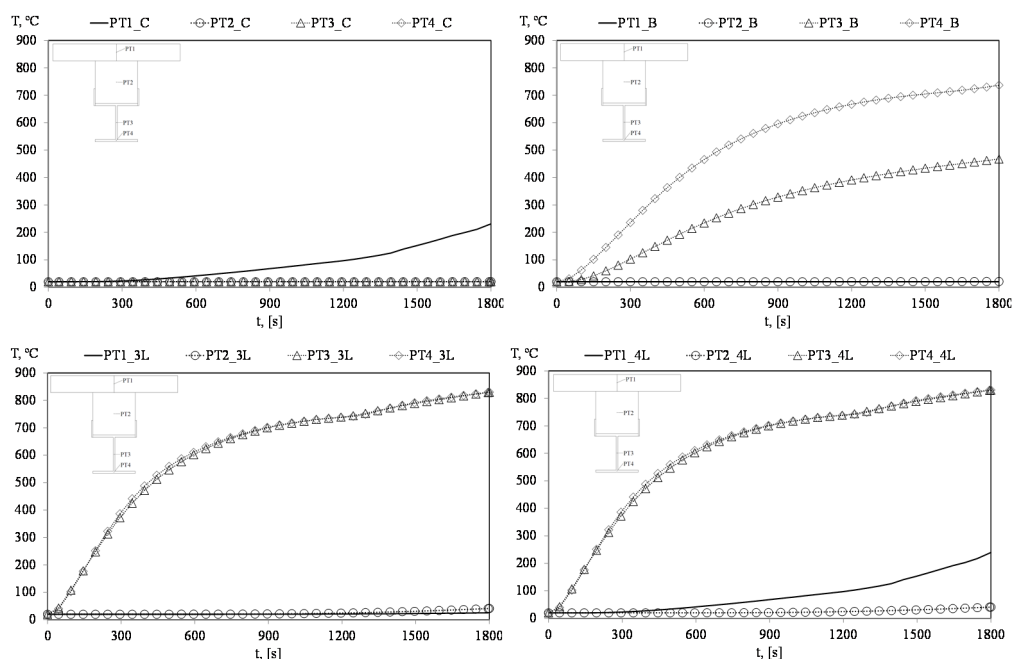 T, ºC
PT1_C PT2_C PT3_C PT4_C
900
800
700
600
500
400
300
200
100
0
PT1
PT2
PT3
PT4
0 300 600 900 1200 1500 1800
t, [s]
T, ºC
PT1_B PT2_B PT3_B PT4_B
900
800
700
600
500
400
300
200
100
0
PT1
PT2
PT3
PT4
0 300 600 900 1200 1500 1800
t, [s]
T, ºC
PT1_3L PT2_3L PT3_3L PT4_3L
900
800
700
600
500
400
300
200
100
0
PT1
PT2
PT3
PT4
0 300 600 900 1200 1500 1800
t, [s]
T, ºC
PT1_4L PT2_4L PT3_4L PT4_4L
900
800
700
600
500
400
300
200
100
0
PT1
PT2
PT3
PT4
0 300 600 900 1200 1500 1800
t, [s]